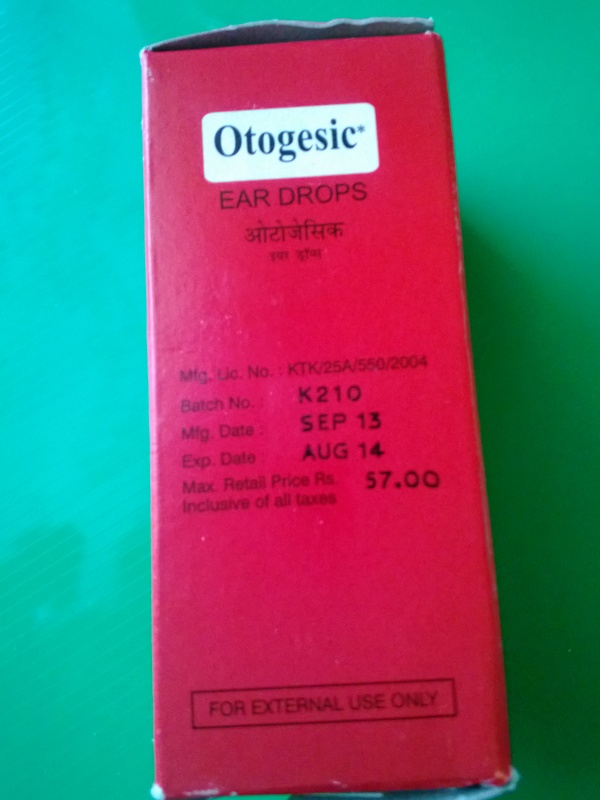 Otogesic*
EAR DROPS
ओटोजेसिक
इयर ड्रॉप्स
Mfg. Lic. No. : KTK/25A/550/2004
Batch No. : K210
Mfg. Date : SEP 13
Exp. Date : AUG 14
Max. Retail Price Rs. 57.00
Inclusive of all taxes
FOR EXTERNAL USE ONLY